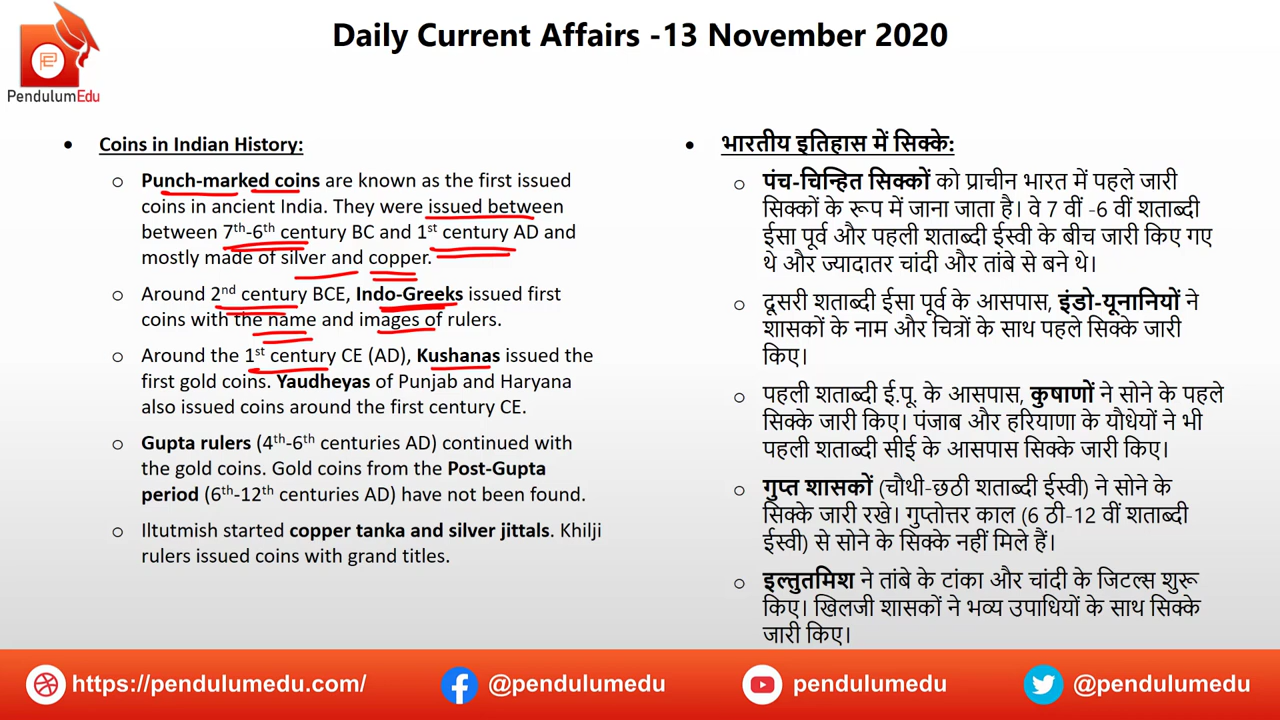 Daily Current Affairs -13 November 2020
PendulumEdu
• Coins in Indian History:
○ Punch-marked coins are known as the first issued
coins in ancient India. They were issued between
between 7th-6th century BC and 1st century AD and
mostly made of silver and copper.
○ Around 2nd century BCE, Indo-Greeks issued first
coins with the name and images of rulers.
○ Around the 1st century CE (AD), Kushanas issued the
first gold coins. Yaudheyas of Punjab and Haryana
also issued coins around the first century CE.
○ Gupta rulers (4th-6th centuries AD) continued with
the gold coins. Gold coins from the Post-Gupta
period (6th-12th centuries AD) have not been found.
○ Iltutmish started copper tanka and silver jittals. Khilji
rulers issued coins with grand titles.
• भारतीय इतिहास में सिक्के:
○ पंच-चिन्हित सिक्कों को प्राचीन भारत में पहले जारी
सिक्कों के रूप में जाना जाता है। वे 7 वीं -6 वीं शताब्दी
ईसा पूर्व और पहली शताब्दी ईस्वी के बीच जारी किए गए
थे और ज्यादातर चांदी और तांबे से बने थे।
○ दूसरी शताब्दी ईसा पूर्व के आसपास, इंडो-यूनानियों ने
शासकों के नाम और चित्रों के साथ पहले सिक्के जारी
किए।
○ पहली शताब्दी ई.पू. के आसपास, कुषाणों ने सोने के पहले
सिक्के जारी किए। पंजाब और हरियाणा के यौधेयों ने भी
पहली शताब्दी सीई के आसपास सिक्के जारी किए।
○ गुप्त शासकों (चौथी-छठी शताब्दी ईस्वी) ने सोने के
सिक्के जारी रखे। गुप्तोत्तर काल (6 ठी-12 वीं शताब्दी
ईस्वी) से सोने के सिक्के नहीं मिले हैं।
○ इल्तुतमिश ने तांबे के टांका और चांदी के जिटल्स शुरू
किए। खिलजी शासकों ने भव्य उपाधियों के साथ सिक्के
जारी किए।
https://pendulumedu.com/ @pendulumedu pendulumedu @pendulumedu